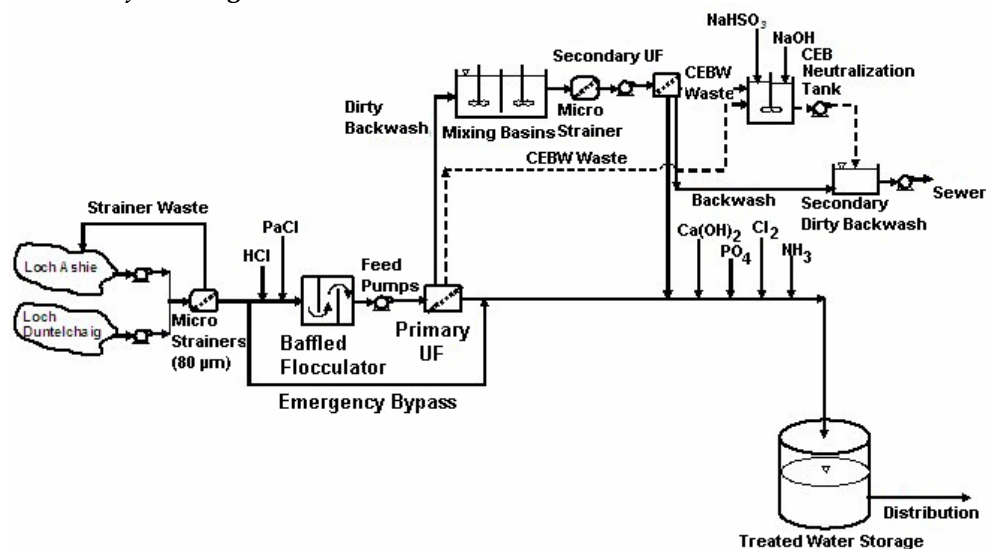 NaHSO3
NaOH
CEB
Neutralization
Tank
Secondary UF
CEBW
Waste
Dirty
Backwash
Mixing Basins
Micro
Strainer
CEBW Waste
Backwash
Secondary
Dirty Backwash
Sewer
Strainer Waste
PaCl
HCl
Ca(OH)2
PO4
Cl2
NH3
Loch Ashie
Loch
Duntelchaig
Micro
Strainers
(80 µm)
Feed
Pumps
Baffled
Flocculator
Primary
UF
Emergency Bypass
Distribution
Treated Water Storage